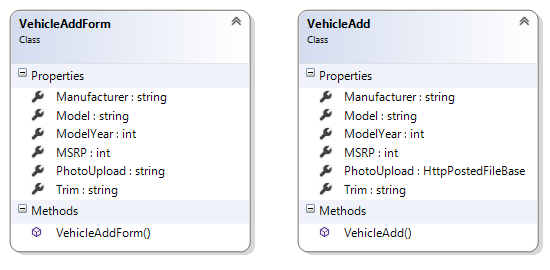 VehicleAddForm
Class
Properties
Manufacturer : string
Model : string
ModelYear : int
MSRP : int
PhotoUpload : string
Trim : string
Methods
VehicleAddForm()
VehicleAdd
Class
Properties
Manufacturer : string
Model : string
ModelYear : int
MSRP : int
PhotoUpload : HttpPostedFileBase
Trim : string
Methods
VehicleAdd()